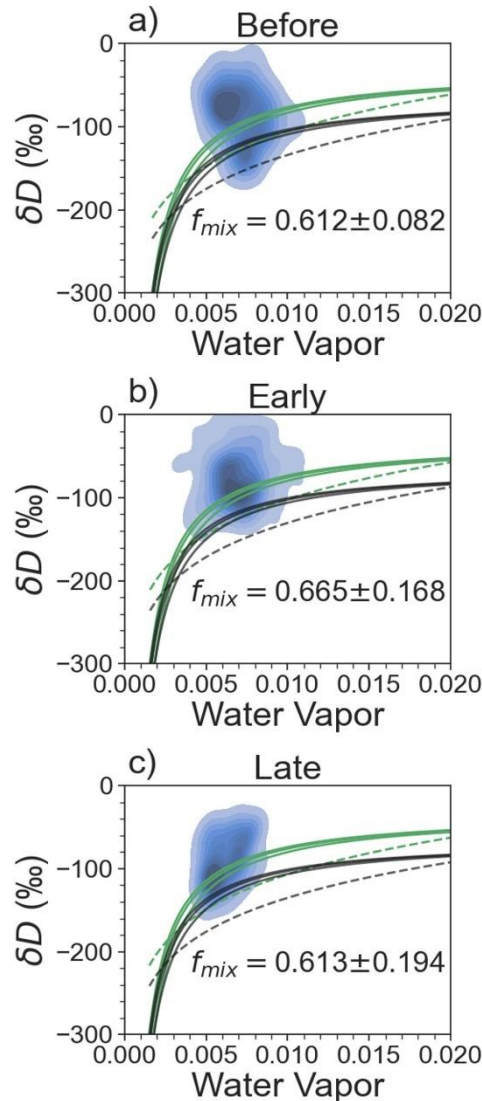 a) Before
0
−100
−200
−300
δD (‰)
f_mix = 0.612±0.082
0.000 0.005 0.010 0.015 0.020
Water Vapor
b) Early
0
−100
−200
−300
δD (‰)
f_mix = 0.665±0.168
0.000 0.005 0.010 0.015 0.020
Water Vapor
c) Late
0
−100
−200
−300
δD (‰)
f_mix = 0.613±0.194
0.000 0.005 0.010 0.015 0.020
Water Vapor